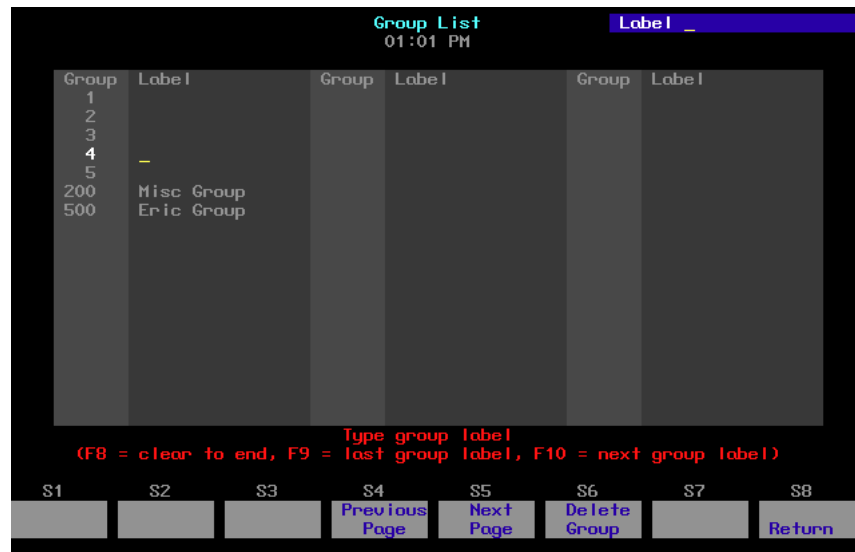 Group List Label _
01:01 PM
Group Label Group Label Group Label
1
2
3
4 _
5
200 Misc Group
500 Eric Group
Type group label
(F8 = clear to end, F9 = last group label, F10 = next group label)
S1 S2 S3 S4 S5 S6 S7 S8
Previous Next Delete
Page Page Group Return